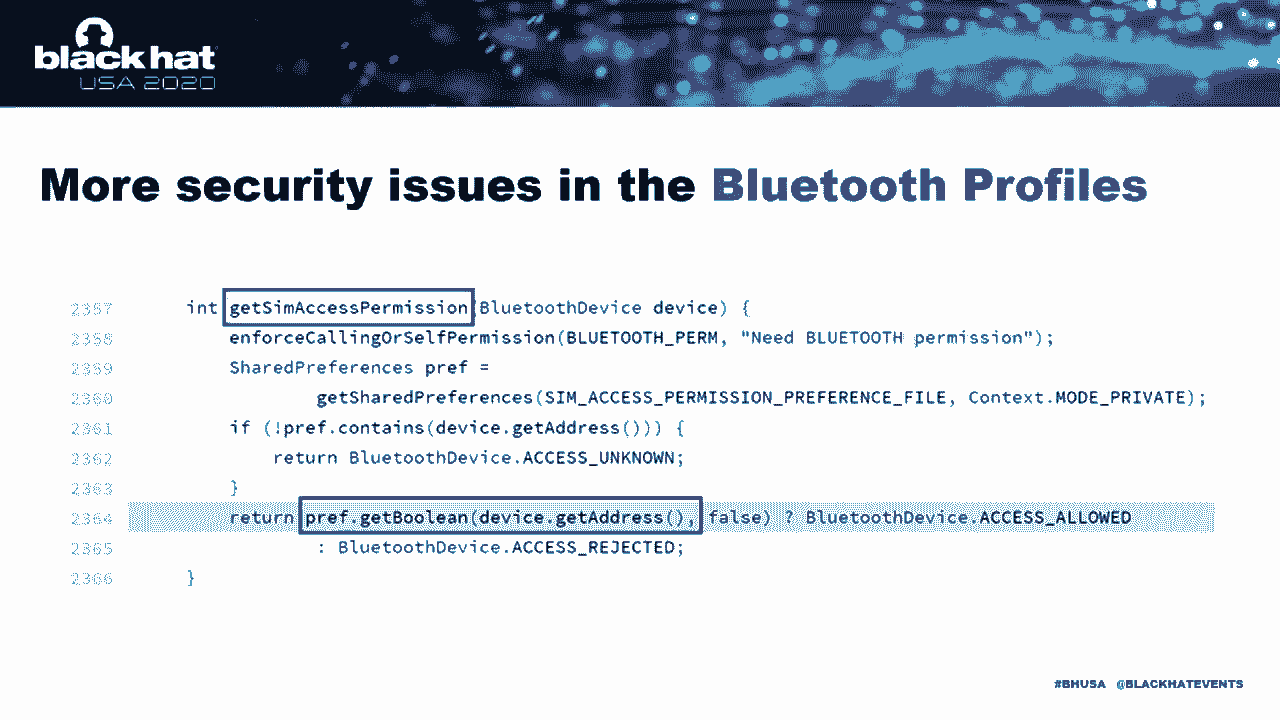 black hat
USA 2020
More security issues in the Bluetooth Profiles
2357 int getSimAccessPermission(BluetoothDevice device) {
2358 enforceCallingOrSelfPermission(BLUETOOTH_PERM, "Need BLUETOOTH permission");
2359 SharedPreferences pref =
2360 getSharedPreferences(SIM_ACCESS_PERMISSION_PREFERENCE_FILE, Context.MODE_PRIVATE);
2361 if (!pref.contains(device.getAddress())) {
2362 return BluetoothDevice.ACCESS_UNKNOWN;
2363 }
2364 return pref.getBoolean(device.getAddress(), false) ? BluetoothDevice.ACCESS_ALLOWED
2365 : BluetoothDevice.ACCESS_REJECTED;
2366 }
#BHUSA @BLACKHATEVENTS